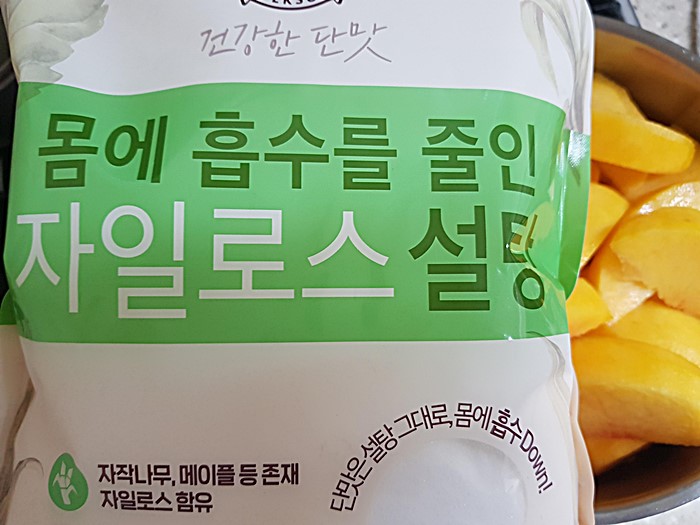 건강한 단맛
몸에 흡수를 줄인
자일로스 설탕
단맛은 설탕 그대로, 몸에 흡수 Down!
자작나무, 메이플 등 존재
자일로스 함유